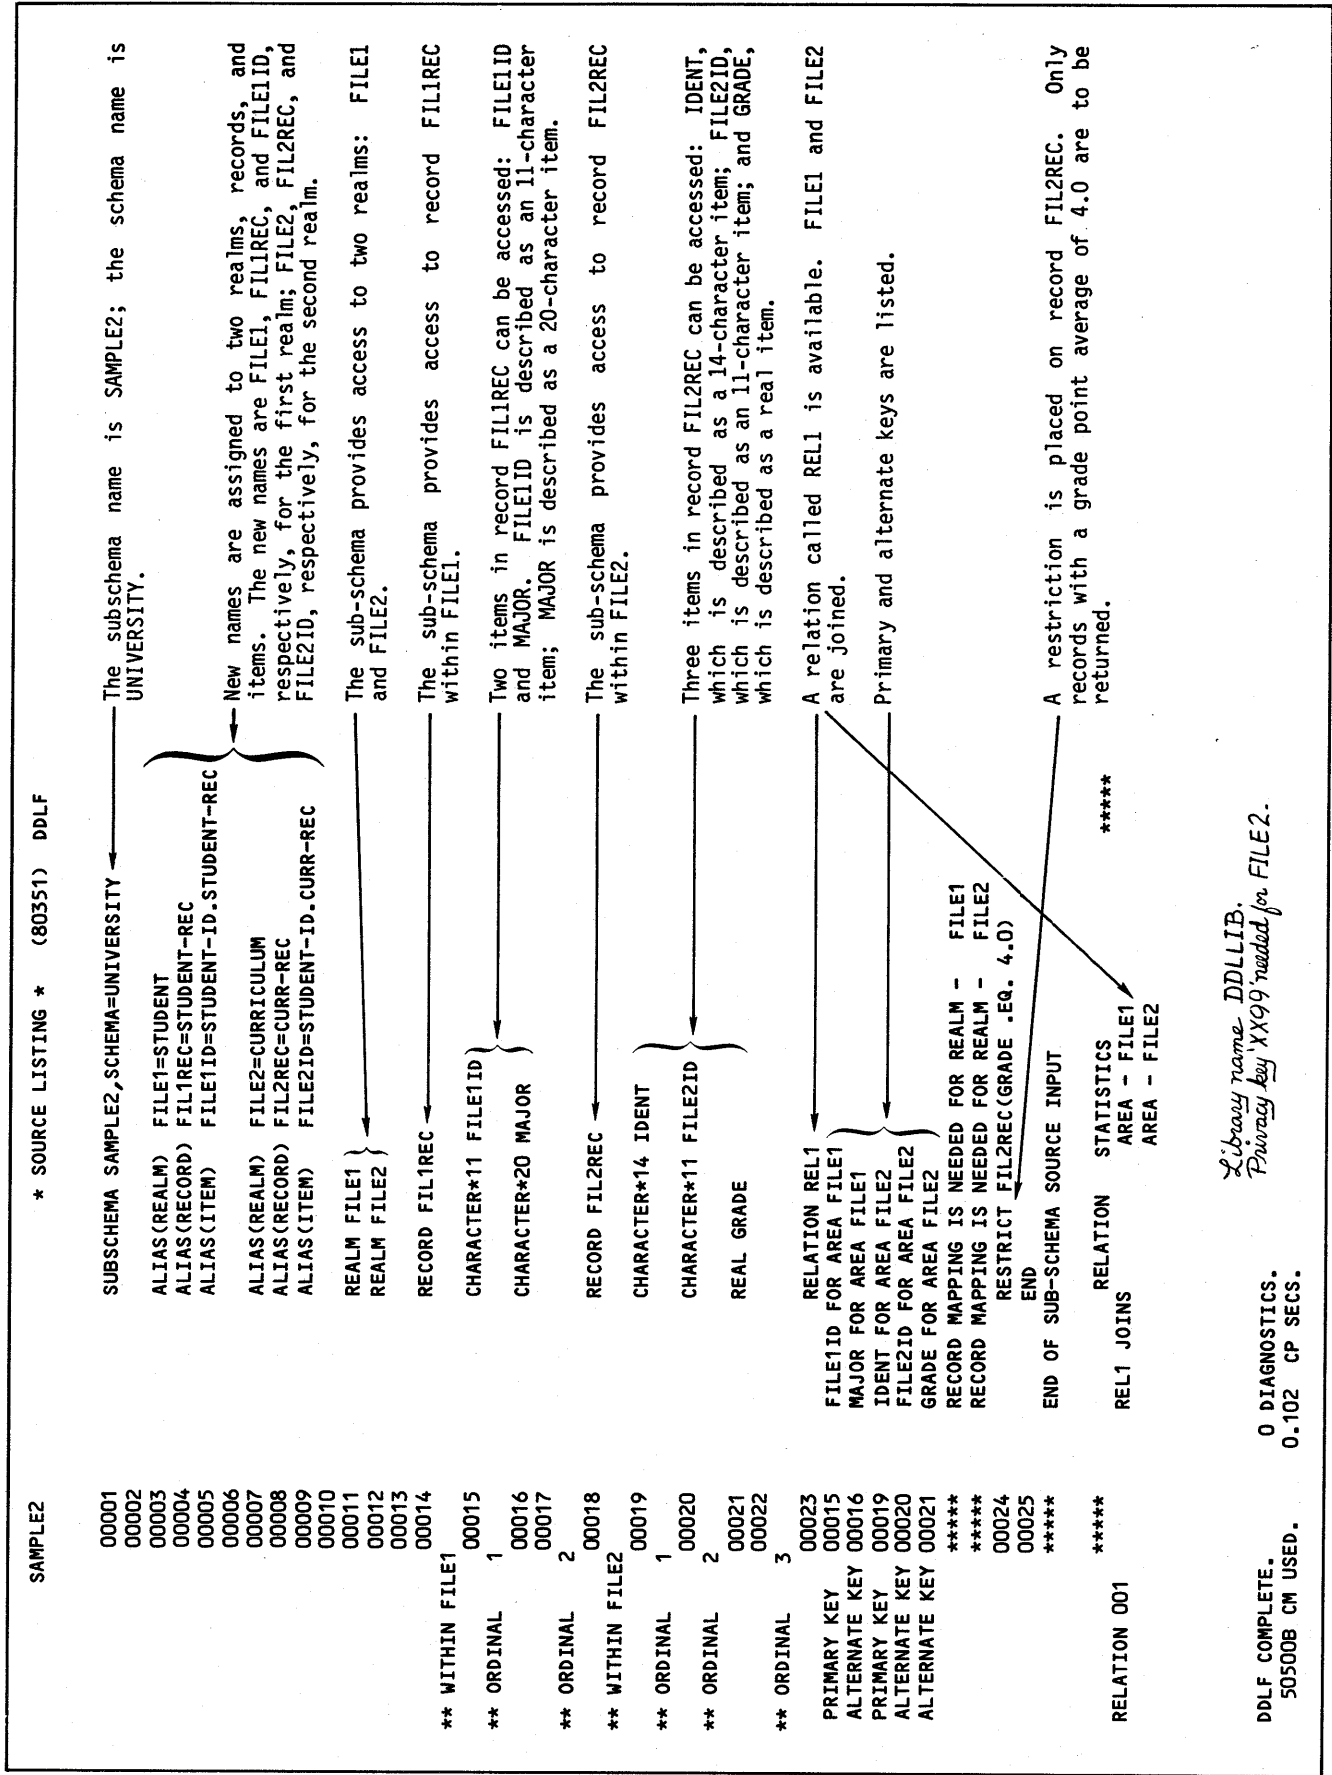 SAMPLE2 * SOURCE LISTING * (80351) DDLF
00001 SUBSCHEMA SAMPLE2,SCHEMA=UNIVERSITY
The subschema name is SAMPLE2; the schema name is
UNIVERSITY.
00002
00003 ALIAS(REALM) FILE1=STUDENT
00004 ALIAS(RECORD) FIL1REC=STUDENT-REC
00005 ALIAS(ITEM) FILE1ID=STUDENT-ID.STUDENT-REC
00006
00007 ALIAS(REALM) FILE2=CURRICULUM
00008 ALIAS(RECORD) FIL2REC=CURR-REC
00009 ALIAS(ITEM) FILE2ID=STUDENT-ID.CURR-REC
New names are assigned to two realms, records, and
items. The new names are FILE1, FIL1REC, and FILE1ID,
respectively, for the first realm; FILE2, FIL2REC, and
FILE2ID, respectively, for the second realm.
00010
00011 REALM FILE1
00012 REALM FILE2
The sub-schema provides access to two realms: FILE1
and FILE2.
00013
00014 RECORD FIL1REC
** WITHIN FILE1
The sub-schema provides access to record FIL1REC
within FILE1.
00015 CHARACTER*11 FILE1ID
** ORDINAL 1
00016 CHARACTER*20 MAJOR
00017
** ORDINAL 2
Two items in record FIL1REC can be accessed: FILE1ID
and MAJOR. FILE1ID is described as an 11-character
item; MAJOR is described as a 20-character item.
00018 RECORD FIL2REC
** WITHIN FILE2
The sub-schema provides access to record FIL2REC
within FILE2.
00019 CHARACTER*14 IDENT
** ORDINAL 1
00020 CHARACTER*11 FILE2ID
** ORDINAL 2
00021 REAL GRADE
00022
** ORDINAL 3
Three items in record FIL2REC can be accessed: IDENT,
which is described as a 14-character item; FILE2ID,
which is described as an 11-character item; and GRADE,
which is described as a real item.
00023 RELATION REL1
A relation called REL1 is available. FILE1 and FILE2
are joined.
PRIMARY KEY 00015 FILE1ID FOR AREA FILE1
ALTERNATE KEY 00016 MAJOR FOR AREA FILE1
PRIMARY KEY 00019 IDENT FOR AREA FILE2
ALTERNATE KEY 00020 FILE2ID FOR AREA FILE2
ALTERNATE KEY 00021 GRADE FOR AREA FILE2
Primary and alternate keys are listed.
***** RECORD MAPPING IS NEEDED FOR REALM - FILE1
***** RECORD MAPPING IS NEEDED FOR REALM - FILE2
00024 RESTRICT FIL2REC(GRADE .EQ. 4.0)
00025 END
***** END OF SUB-SCHEMA SOURCE INPUT
A restriction is placed on record FIL2REC. Only
records with a grade point average of 4.0 are to be
returned.
***** RELATION STATISTICS *****
RELATION 001 REL1 JOINS AREA - FILE1
AREA - FILE2
Library name DDLLIB.
Privacy key 'XX99' needed for FILE2.
DDLF COMPLETE. 0 DIAGNOSTICS.
50500B CM USED. 0.102 CP SECS.